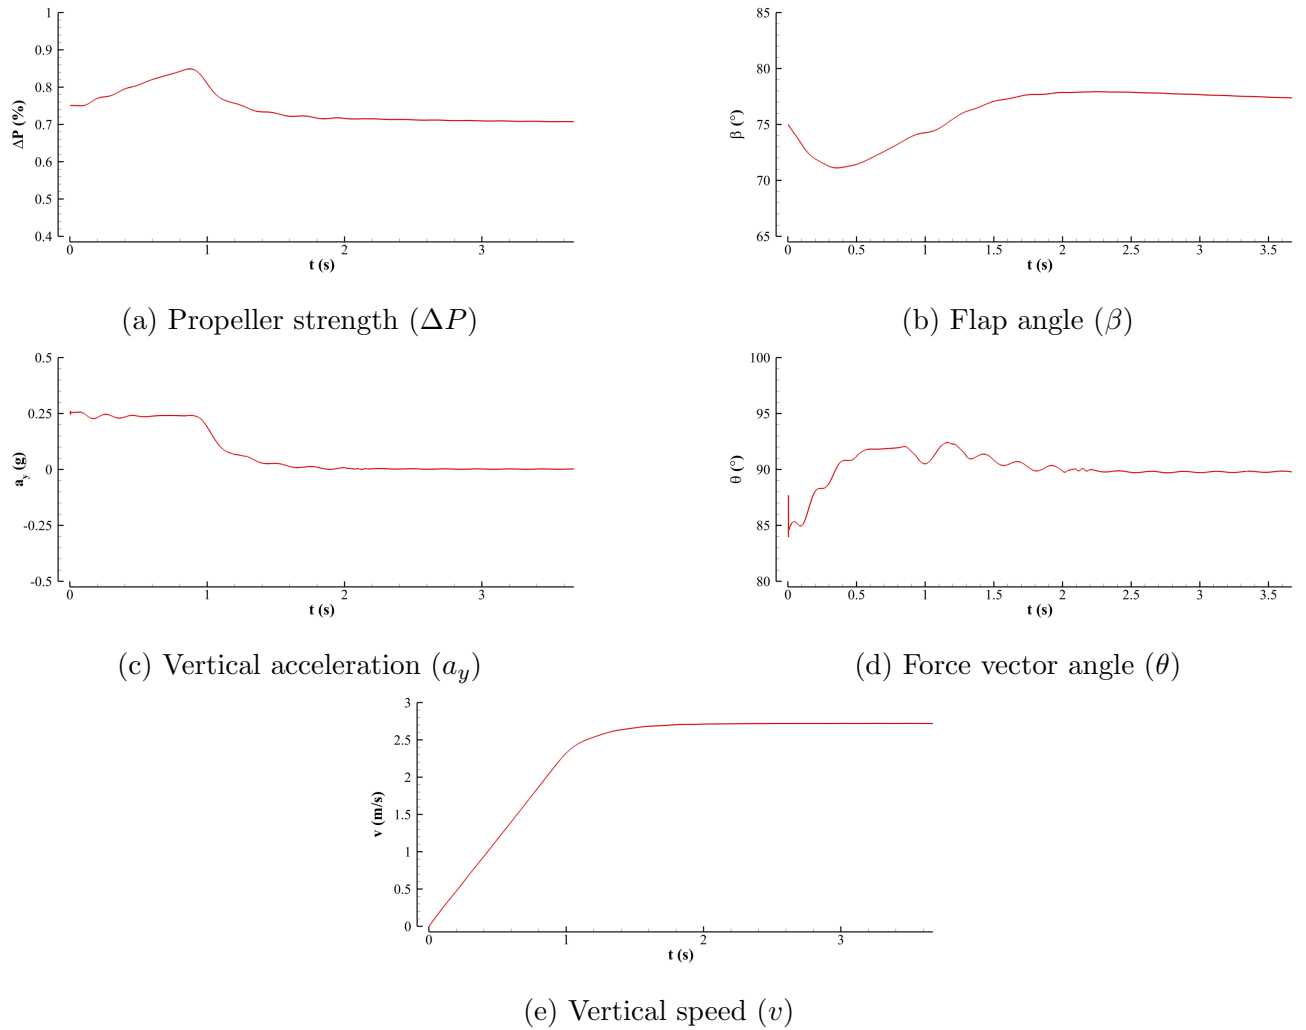 1
0.9
0.8
0.7
0.6
0.5
0.4
ΔP (%)
0 1 2 3
t (s)
(a) Propeller strength (ΔP)
85
80
75
70
65
β (°)
0 0.5 1 1.5 2 2.5 3 3.5
t (s)
(b) Flap angle (β)
0.5
0.25
0
-0.25
-0.5
a_y (g)
0 1 2 3
t (s)
(c) Vertical acceleration (a_y)
100
95
90
85
80
θ (°)
0 0.5 1 1.5 2 2.5 3 3.5
t (s)
(d) Force vector angle (θ)
3
2.5
2
1.5
1
0.5
0
v (m/s)
0 1 2 3
t (s)
(e) Vertical speed (v)